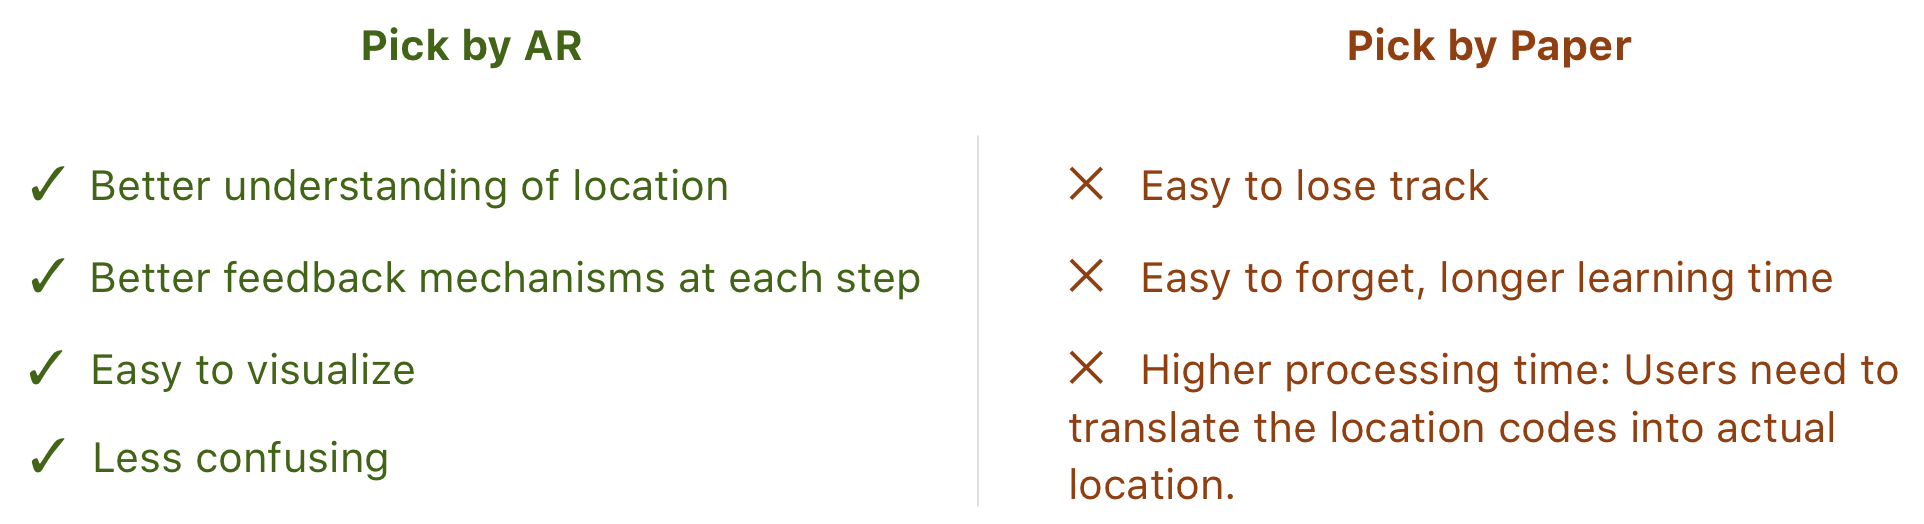 Pick by AR
✓ Better understanding of location
✓ Better feedback mechanisms at each step
✓ Easy to visualize
✓ Less confusing
Pick by Paper
✕ Easy to lose track
✕ Easy to forget, longer learning time
✕ Higher processing time: Users need to
translate the location codes into actual
location.